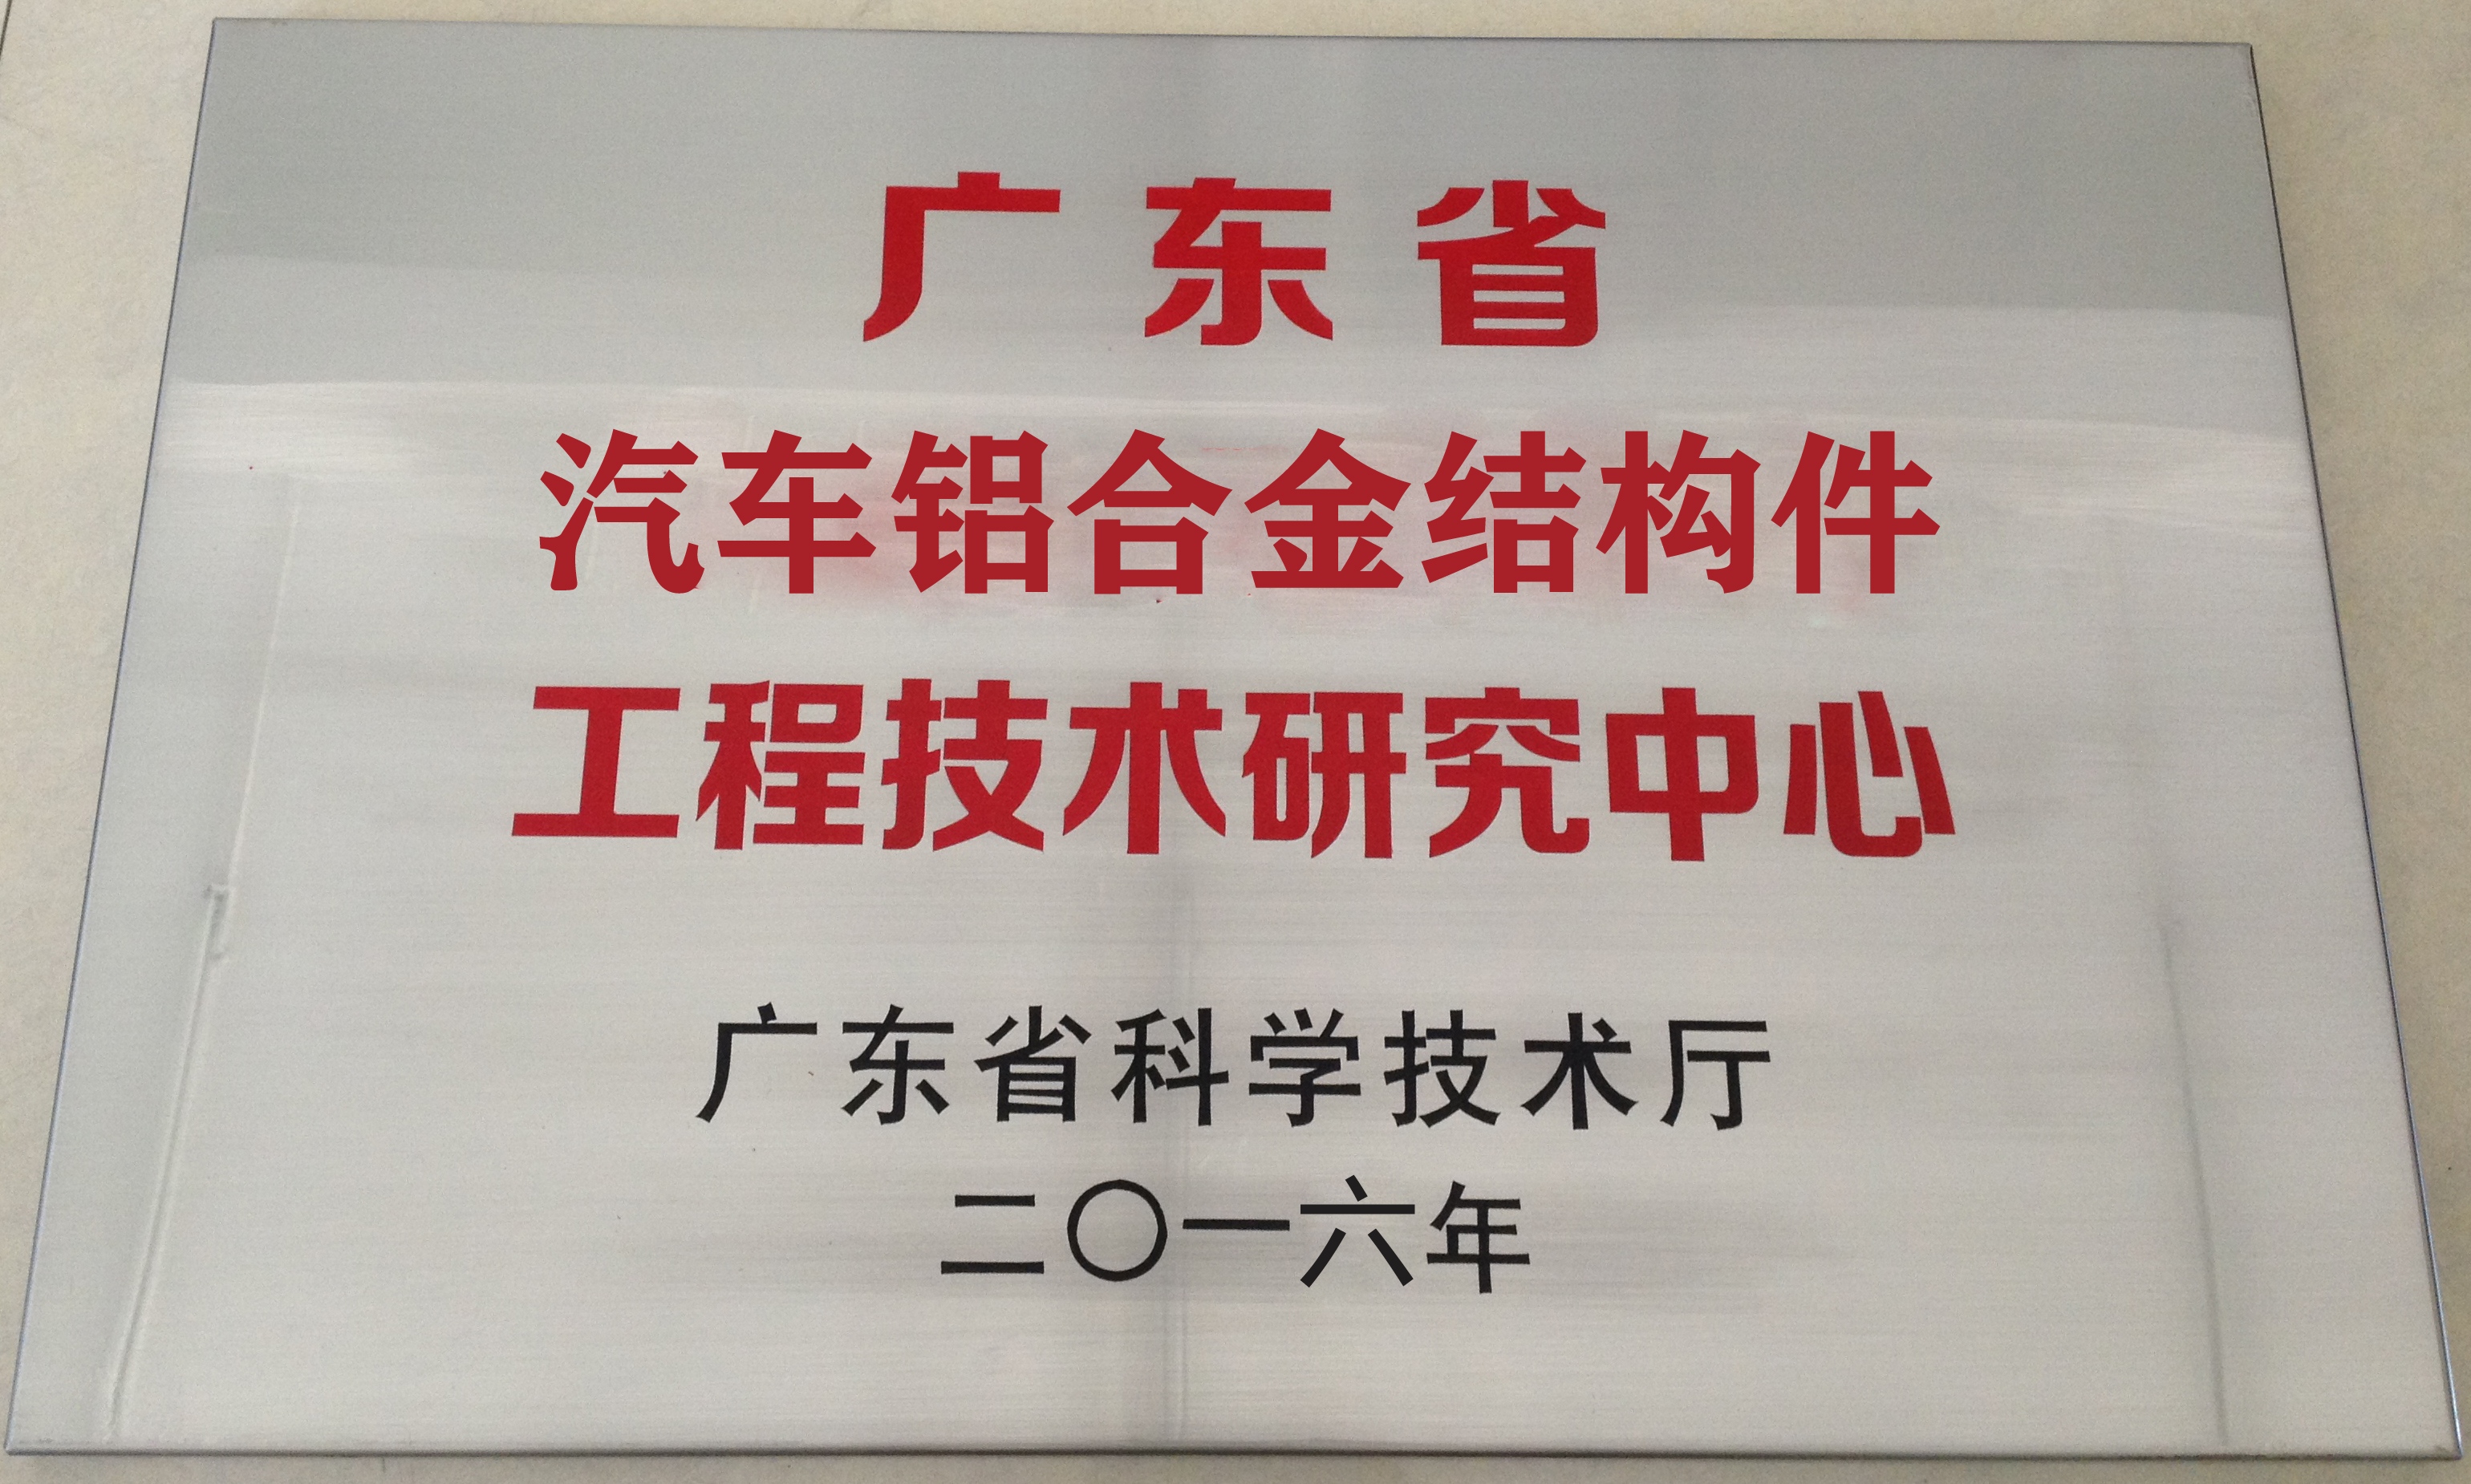 广东省
汽车铝合金结构件
工程技术研究中心
广东省科学技术厅
二〇一六年